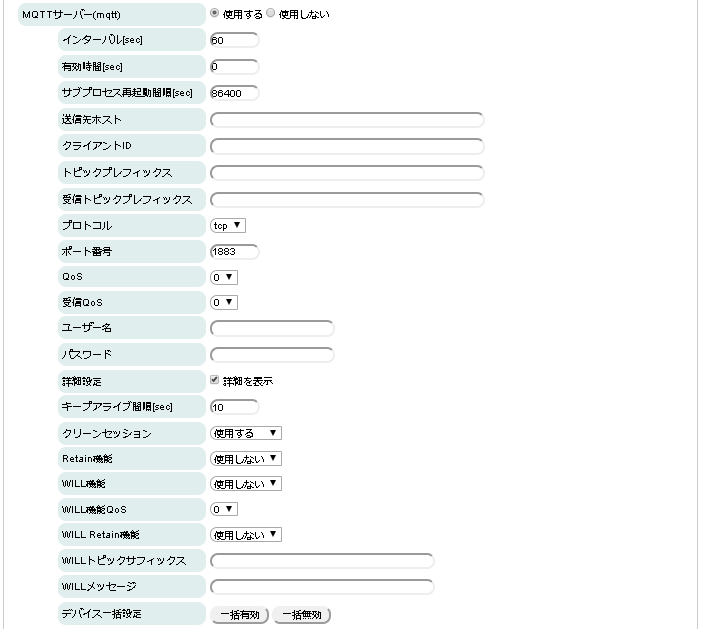 MQTTサーバー(mqtt) 使用する 使用しない
インターバル[sec] 60
有効時間[sec] 0
サブプロセス再起動間隔[sec] 86400
送信先ホスト
クライアントID
トピックプレフィックス
受信トピックプレフィックス
プロトコル tcp ▼
ポート番号 1883
QoS 0 ▼
受信QoS 0 ▼
ユーザー名
パスワード
詳細設定 詳細を表示
キープアライブ間隔[sec] 10
クリーンセッション 使用する ▼
Retain機能 使用しない ▼
WILL機能 使用しない ▼
WILL機能QoS 0 ▼
WILL Retain機能 使用しない ▼
WILLトピックサフィックス
WILLメッセージ
デバイス一括設定 一括有効 一括無効